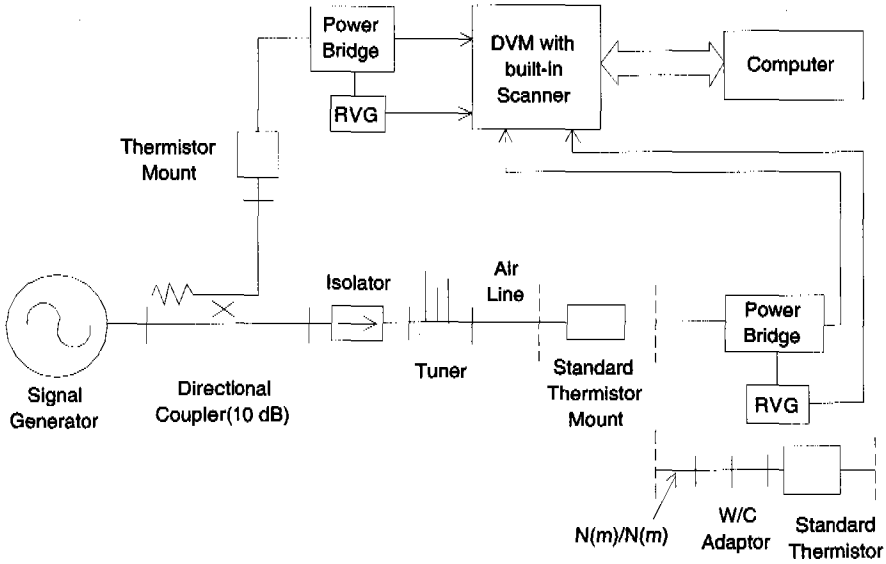 Power
Bridge
RVG
DVM with
built-in
Scanner
Computer
Thermistor
Mount
Signal
Generator
Directional
Coupler(10 dB)
Isolator
Tuner
Air
Line
Standard
Thermistor
Mount
Power
Bridge
RVG
N(m)/N(m)
W/C
Adaptor
Standard
Thermistor